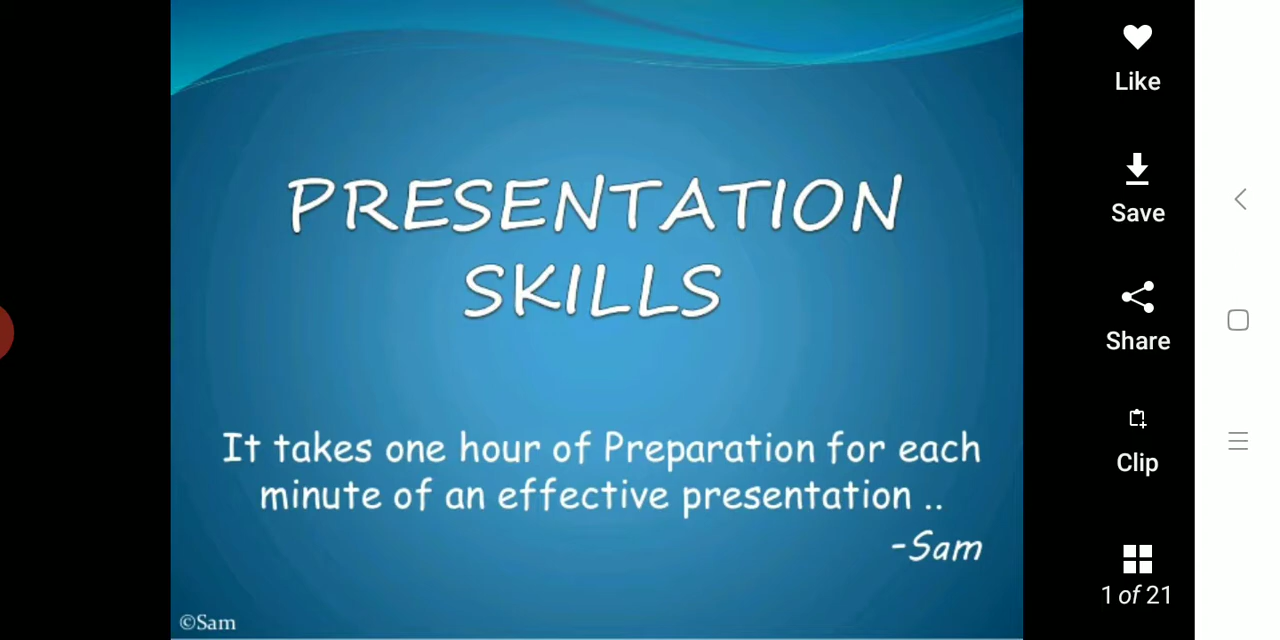 PRESENTATION
SKILLS
It takes one hour of Preparation for each
minute of an effective presentation ..
-Sam
©Sam
Like
Save
Share
Clip
1 of 21